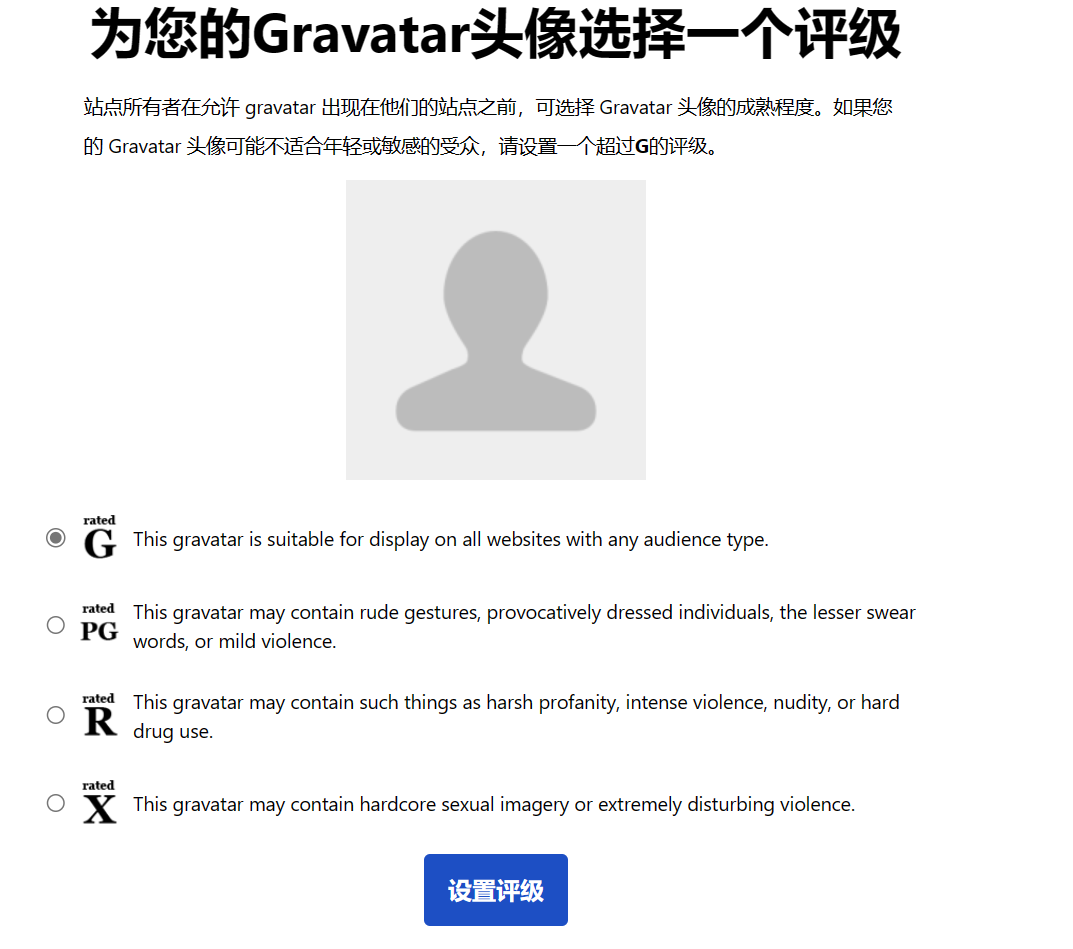 为您的Gravatar头像选择一个评级
站点所有者在允许 gravatar 出现在他们的站点之前，可选择 Gravatar 头像的成熟程度。如果您
的 Gravatar 头像可能不适合年轻或敏感的受众，请设置一个超过G的评级。
rated
G This gravatar is suitable for display on all websites with any audience type.
rated
PG This gravatar may contain rude gestures, provocatively dressed individuals, the lesser swear
words, or mild violence.
rated
R This gravatar may contain such things as harsh profanity, intense violence, nudity, or hard
drug use.
rated
X This gravatar may contain hardcore sexual imagery or extremely disturbing violence.
设置评级